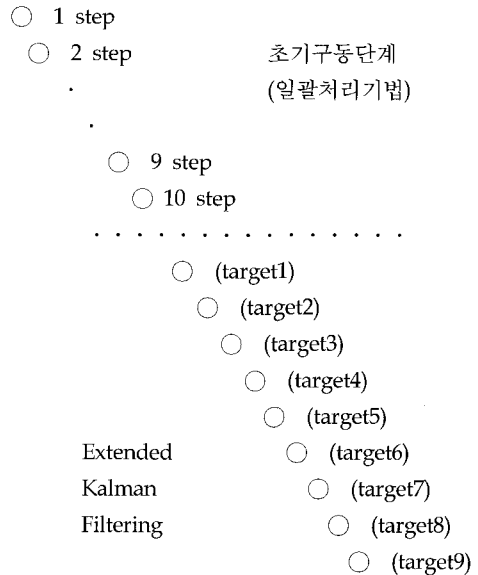 ○ 1 step
○ 2 step 초기구동단계
. (일괄처리기법)
.
○ 9 step
○ 10 step
. . . . . . . . . . . . . . . .
○ (target1)
○ (target2)
○ (target3)
○ (target4)
○ (target5)
Extended ○ (target6)
Kalman ○ (target7)
Filtering ○ (target8)
○ (target9)